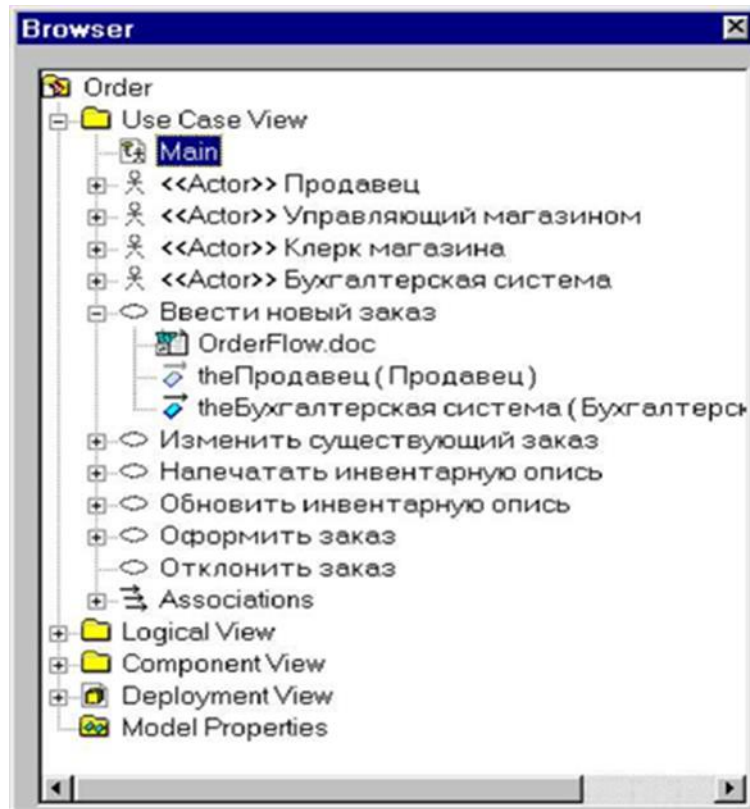 Browser
Order
Use Case View
Main
<<Actor>> Продавец
<<Actor>> Управляющий магазином
<<Actor>> Клерк магазина
<<Actor>> Бухгалтерская система
Ввести новый заказ
OrderFlow.doc
theПродавец ( Продавец )
theБухгалтерская система ( Бухгалтерск
Изменить существующий заказ
Напечатать инвентарную опись
Обновить инвентарную опись
Оформить заказ
Отклонить заказ
Associations
Logical View
Component View
Deployment View
Model Properties